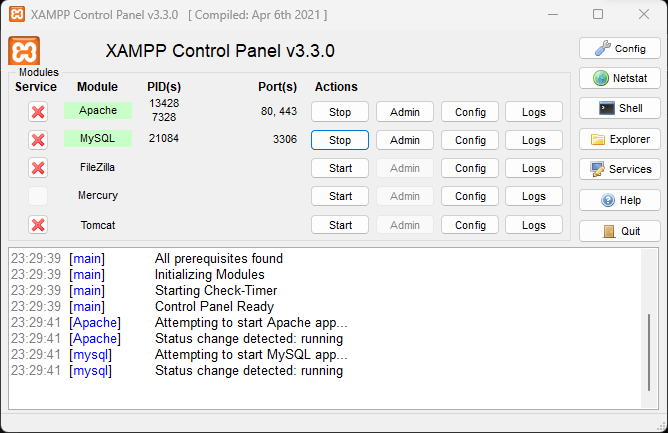 XAMPP Control Panel v3.3.0 [ Compiled: Apr 6th 2021 ]
XAMPP Control Panel v3.3.0
Config
Modules
Service Module PID(s) Port(s) Actions
Netstat
Apache 13428 7328 80, 443 Stop Admin Config Logs
Shell
MySQL 21084 3306 Stop Admin Config Logs
Explorer
FileZilla Start Admin Config Logs
Services
Mercury Start Admin Config Logs
Help
Tomcat Start Admin Config Logs
Quit
23:29:39 [main] All prerequisites found
23:29:39 [main] Initializing Modules
23:29:39 [main] Starting Check-Timer
23:29:39 [main] Control Panel Ready
23:29:41 [Apache] Attempting to start Apache app...
23:29:41 [Apache] Status change detected: running
23:29:41 [mysql] Attempting to start MySQL app...
23:29:41 [mysql] Status change detected: running